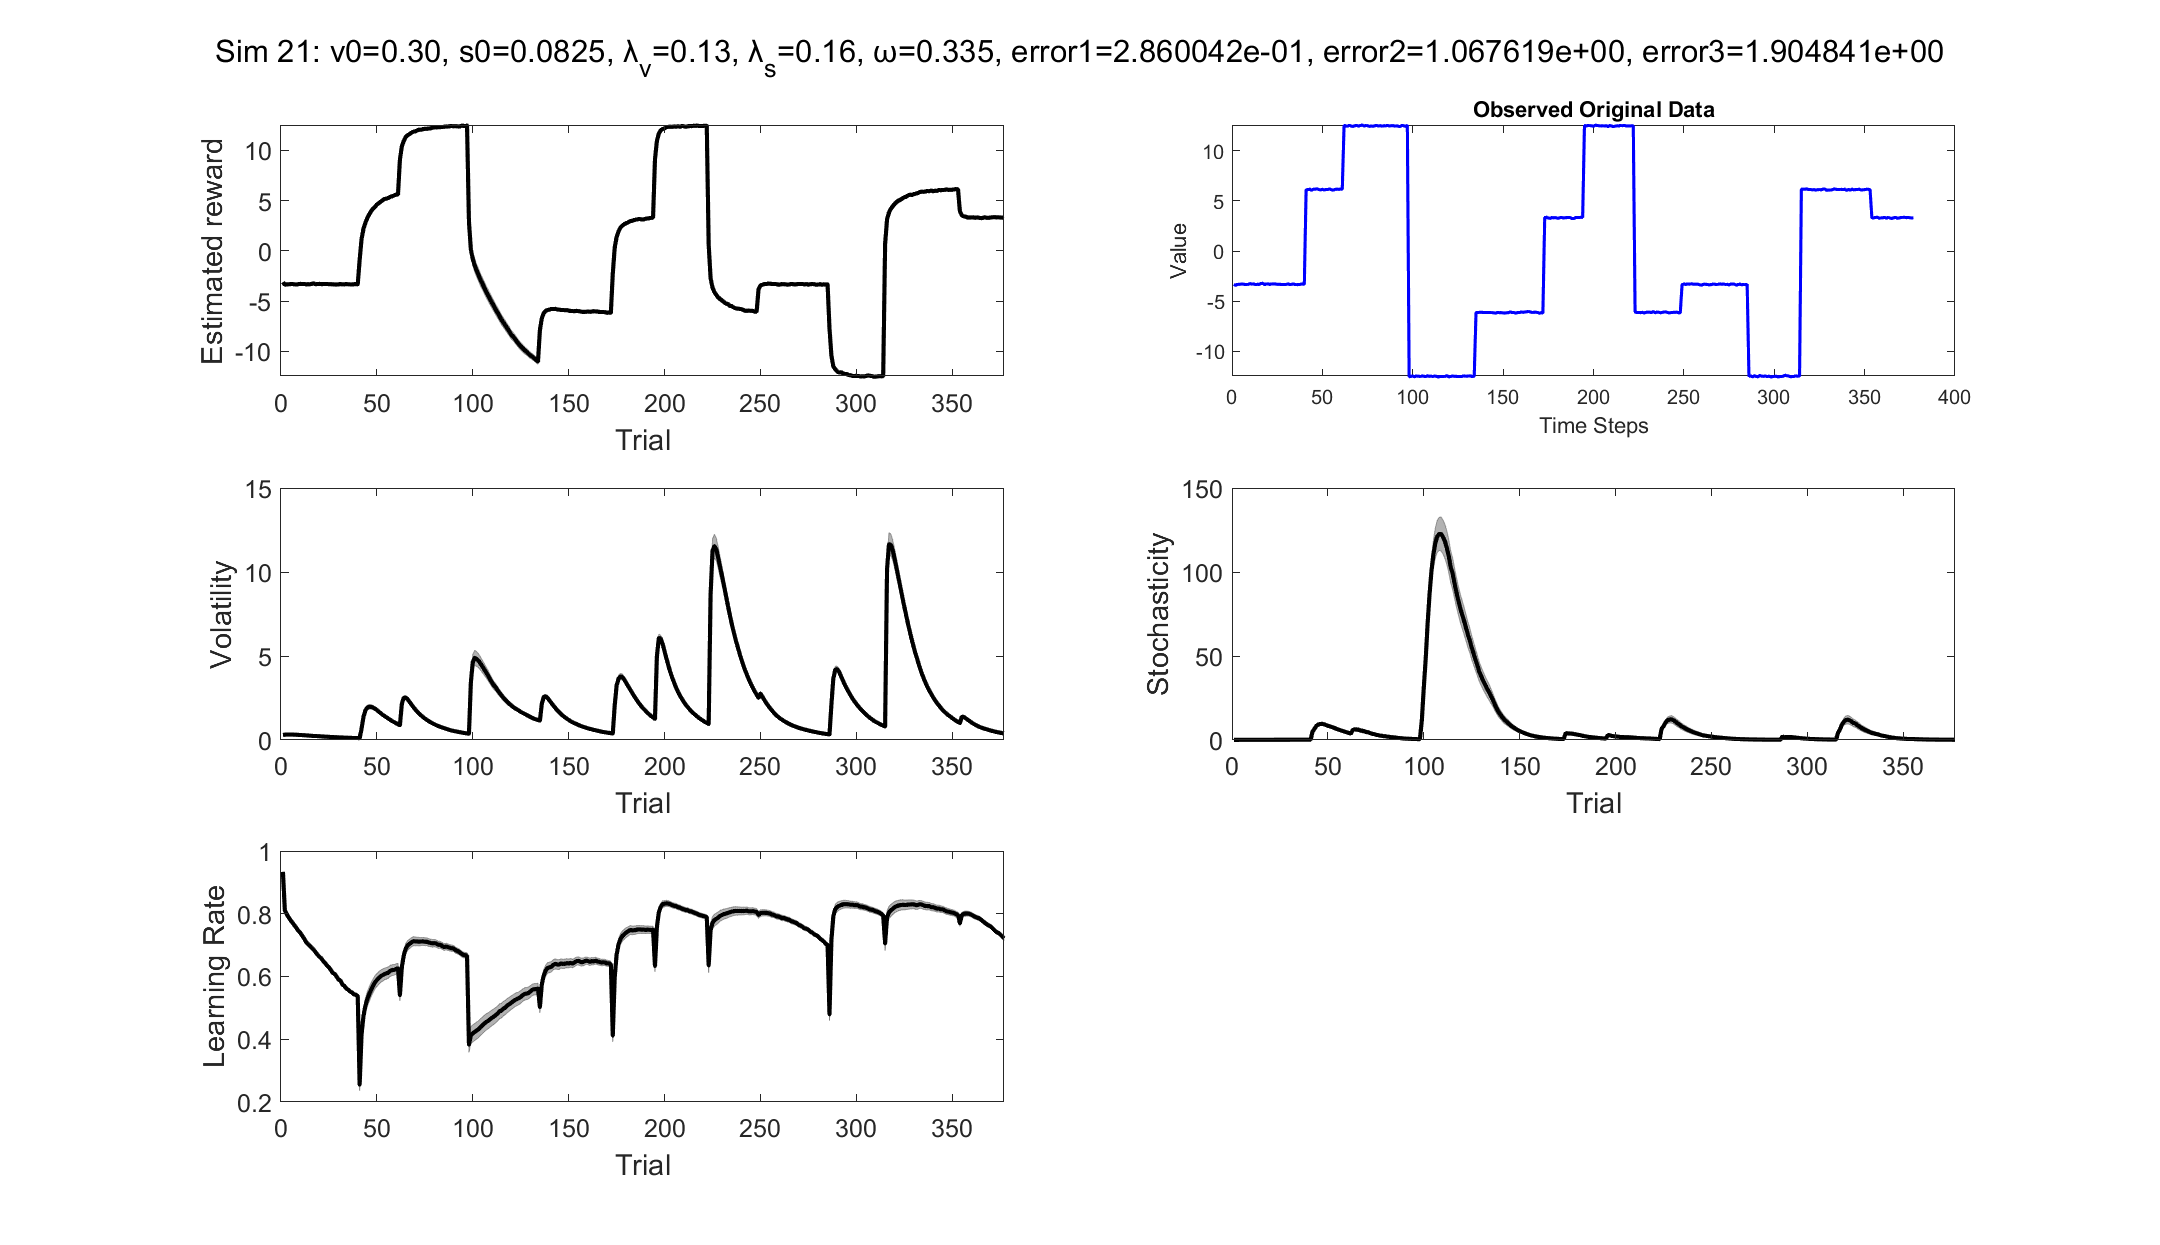 Sim 21: v0=0.30, s0=0.0825, λv=0.13, λs=0.16, ω=0.335, error1=2.860042e-01, error2=1.067619e+00, error3=1.904841e+00
Estimated reward
10
5
0
-5
-10
0 50 100 150 200 250 300 350
Trial
Observed Original Data
Value
10
5
0
-5
-10
0 50 100 150 200 250 300 350 400
Time Steps
Volatility
15
10
5
0
0 50 100 150 200 250 300 350
Trial
Stochasticity
150
100
50
0
0 50 100 150 200 250 300 350
Trial
Learning Rate
1
0.8
0.6
0.4
0.2
0 50 100 150 200 250 300 350
Trial